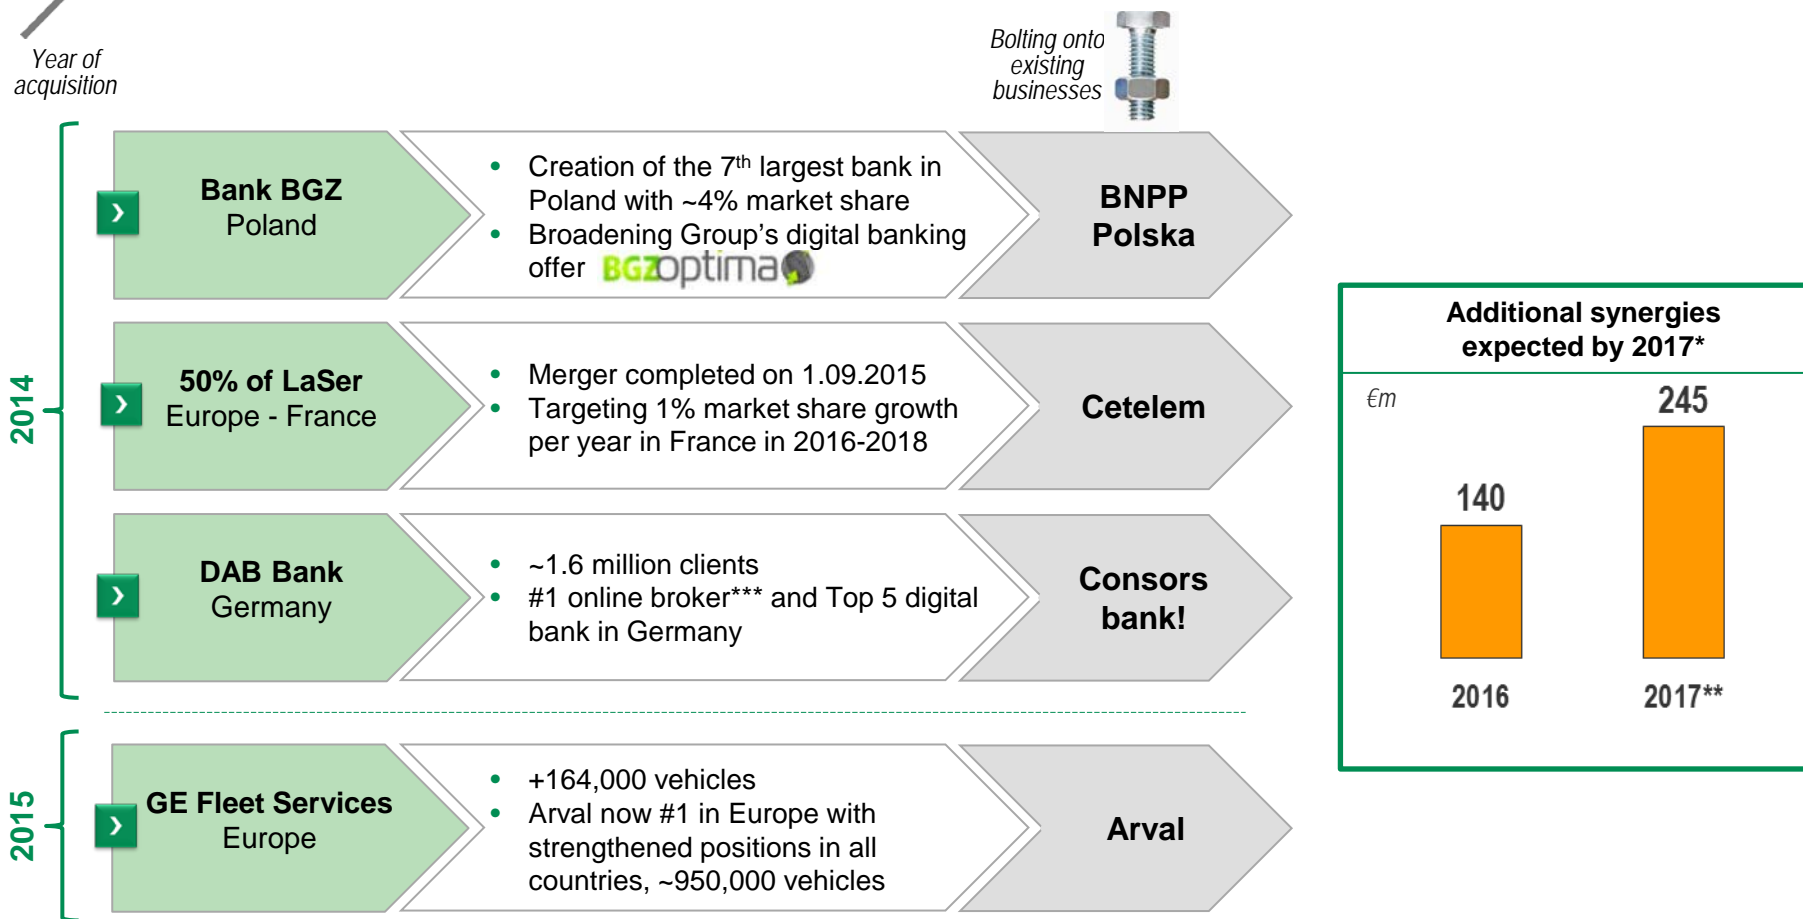 Year of
acquisition
Bolting onto
existing
businesses
2014
Bank BGZ
Poland
• Creation of the 7th largest bank in
Poland with ~4% market share
• Broadening Group's digital banking
offer BGŻoptima
BNPP
Polska
50% of LaSer
Europe - France
• Merger completed on 1.09.2015
• Targeting 1% market share growth
per year in France in 2016-2018
Cetelem
DAB Bank
Germany
• ~1.6 million clients
• #1 online broker*** and Top 5 digital
bank in Germany
Consors
bank!
2015
GE Fleet Services
Europe
• +164,000 vehicles
• Arval now #1 in Europe with
strengthened positions in all
countries, ~950,000 vehicles
Arval
Additional synergies
expected by 2017*
€m
245
140
2016
2017**